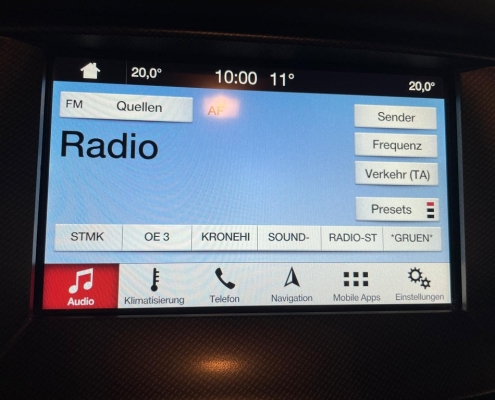 20,0° 10:00 11° 20,0°
FM Quellen AF
Sender
Radio
Frequenz
Verkehr (TA)
Presets
STMK OE 3 KRONEHI SOUND- RADIO-ST *GRUEN*
Audio Klimatisierung Telefon Navigation Mobile Apps Einstellungen